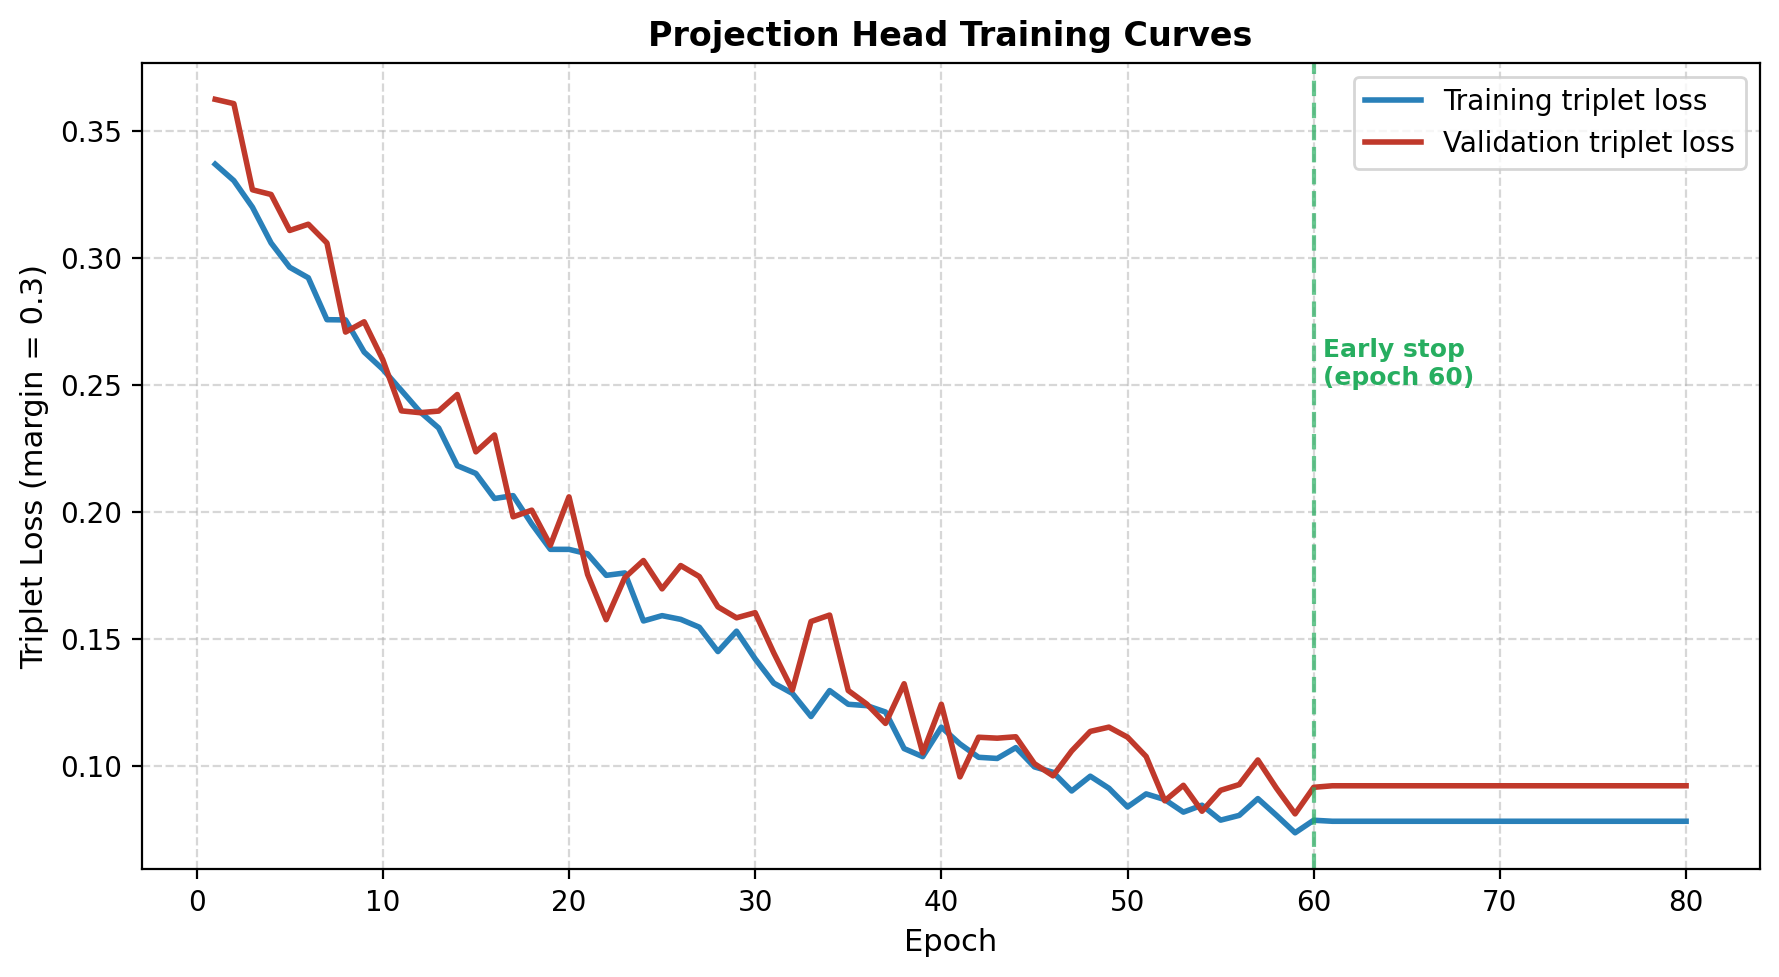 Projection Head Training Curves
Training triplet loss
Validation triplet loss
Early stop
(epoch 60)
Triplet Loss (margin = 0.3)
0.35
0.30
0.25
0.20
0.15
0.10
0 10 20 30 40 50 60 70 80
Epoch